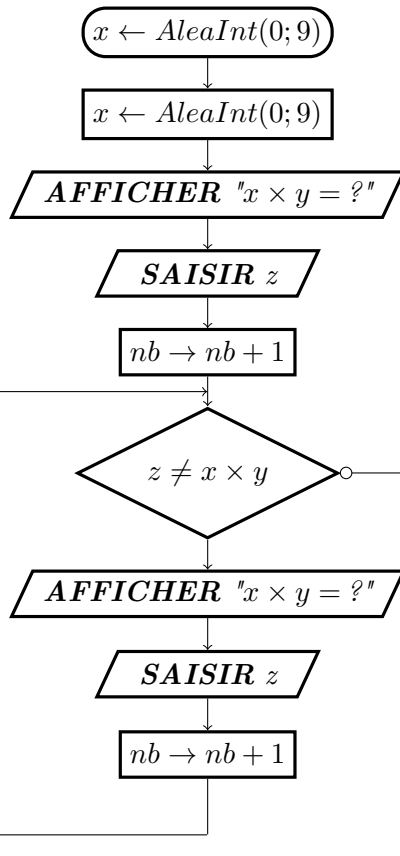 x ← AleaInt(0; 9)
x ← AleaInt(0; 9)
AFFICHER "x × y = ?"
SAISIR z
nb → nb + 1
z ≠ x × y
AFFICHER "x × y = ?"
SAISIR z
nb → nb + 1